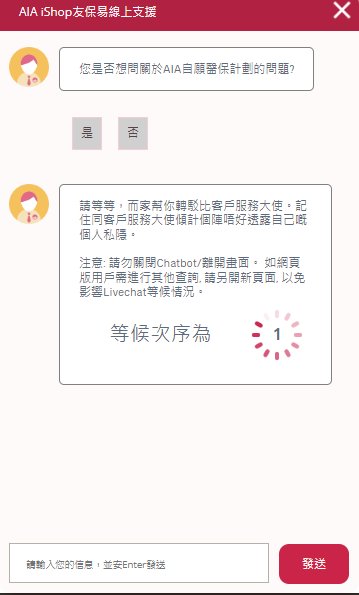 AIA iShop友保易線上支援
您是否想問關於AIA自願醫保計劃的問題?
是
否
請等等，而家幫你轉駁比客戶服務大使。記
住同客戶服務大使傾計個陣唔好透露自己嘅
個人私隱。
注意: 請勿關閉Chatbot/離開畫面。 如網頁
版用戶需進行其他查詢, 請另開新頁面, 以免
影響Livechat等候情況。
等候次序為
1
請輸入您的信息，並安Enter發送
發送